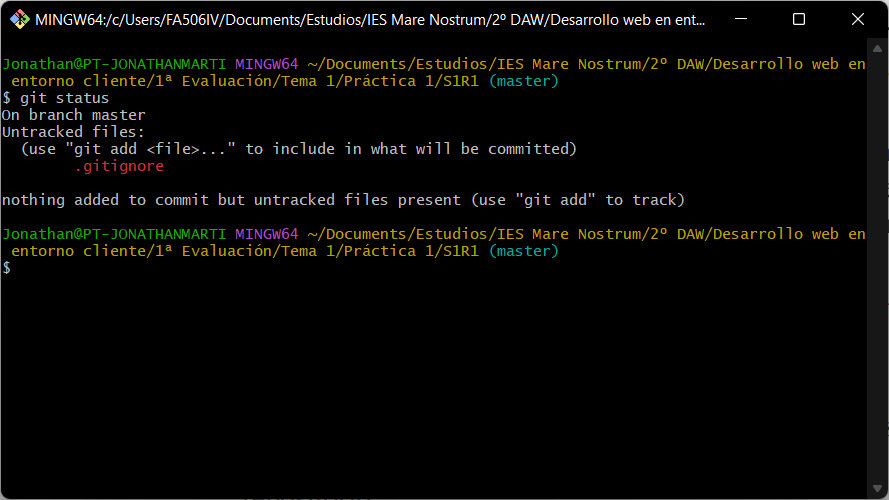 MINGW64:/c/Users/FA506IV/Documents/Estudios/IES Mare Nostrum/2º DAW/Desarrollo web en ent...
Jonathan@PT-JONATHANMARTI MINGW64 ~/Documents/Estudios/IES Mare Nostrum/2º DAW/Desarrollo web en
entorno cliente/1ª Evaluación/Tema 1/Práctica 1/S1R1 (master)
$ git status
On branch master
Untracked files:
  (use "git add <file>..." to include in what will be committed)
        .gitignore
nothing added to commit but untracked files present (use "git add" to track)
Jonathan@PT-JONATHANMARTI MINGW64 ~/Documents/Estudios/IES Mare Nostrum/2º DAW/Desarrollo web en
entorno cliente/1ª Evaluación/Tema 1/Práctica 1/S1R1 (master)
$